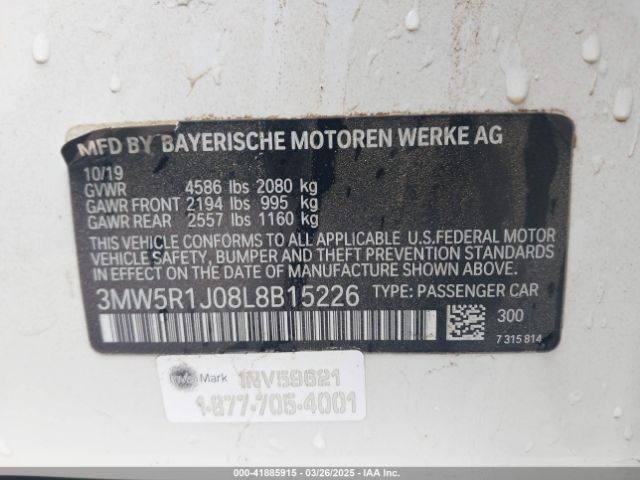 MFD BY BAYERISCHE MOTOREN WERKE AG
10/19
GVWR 4586 lbs 2080 kg
GAWR FRONT 2194 lbs 995 kg
GAWR REAR 2557 lbs 1160 kg
THIS VEHICLE CONFORMS TO ALL APPLICABLE U.S.FEDERAL MOTOR
VEHICLE SAFETY, BUMPER AND THEFT PREVENTION STANDARDS
IN EFFECT ON THE DATE OF MANUFACTURE SHOWN ABOVE.
3MW5R1J08L8B15226 TYPE: PASSENGER CAR
300
7 315 814
Mark 1NV59621
1-877-705-4001
000-41885915 — 03/26/2025 — IAA Holdings, LLC